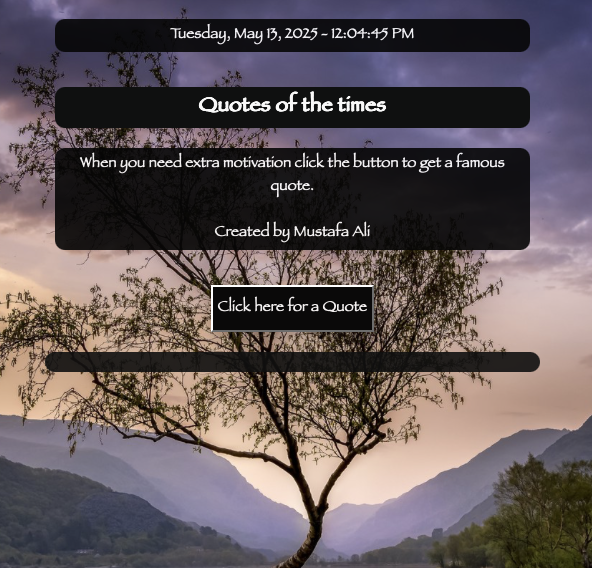 Tuesday, May 13, 2025 - 12:04:45 PM
Quotes of the times
When you need extra motivation click the button to get a famous
quote.
Created by Mustafa Ali
Click here for a Quote